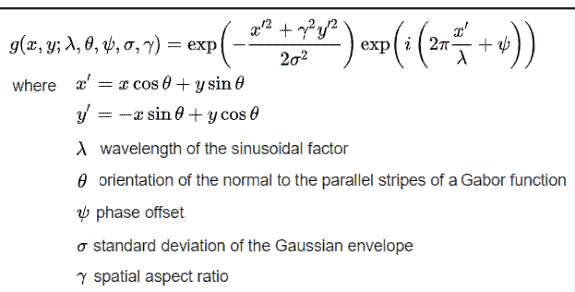 g(x, y; λ, θ, ψ, σ, γ) = exp(−(x′² + γ²y′²)/(2σ²)) exp(i(2π x′/λ + ψ))
where x′ = x cos θ + y sin θ
y′ = −x sin θ + y cos θ
λ wavelength of the sinusoidal factor
θ orientation of the normal to the parallel stripes of a Gabor function
ψ phase offset
σ standard deviation of the Gaussian envelope
γ spatial aspect ratio